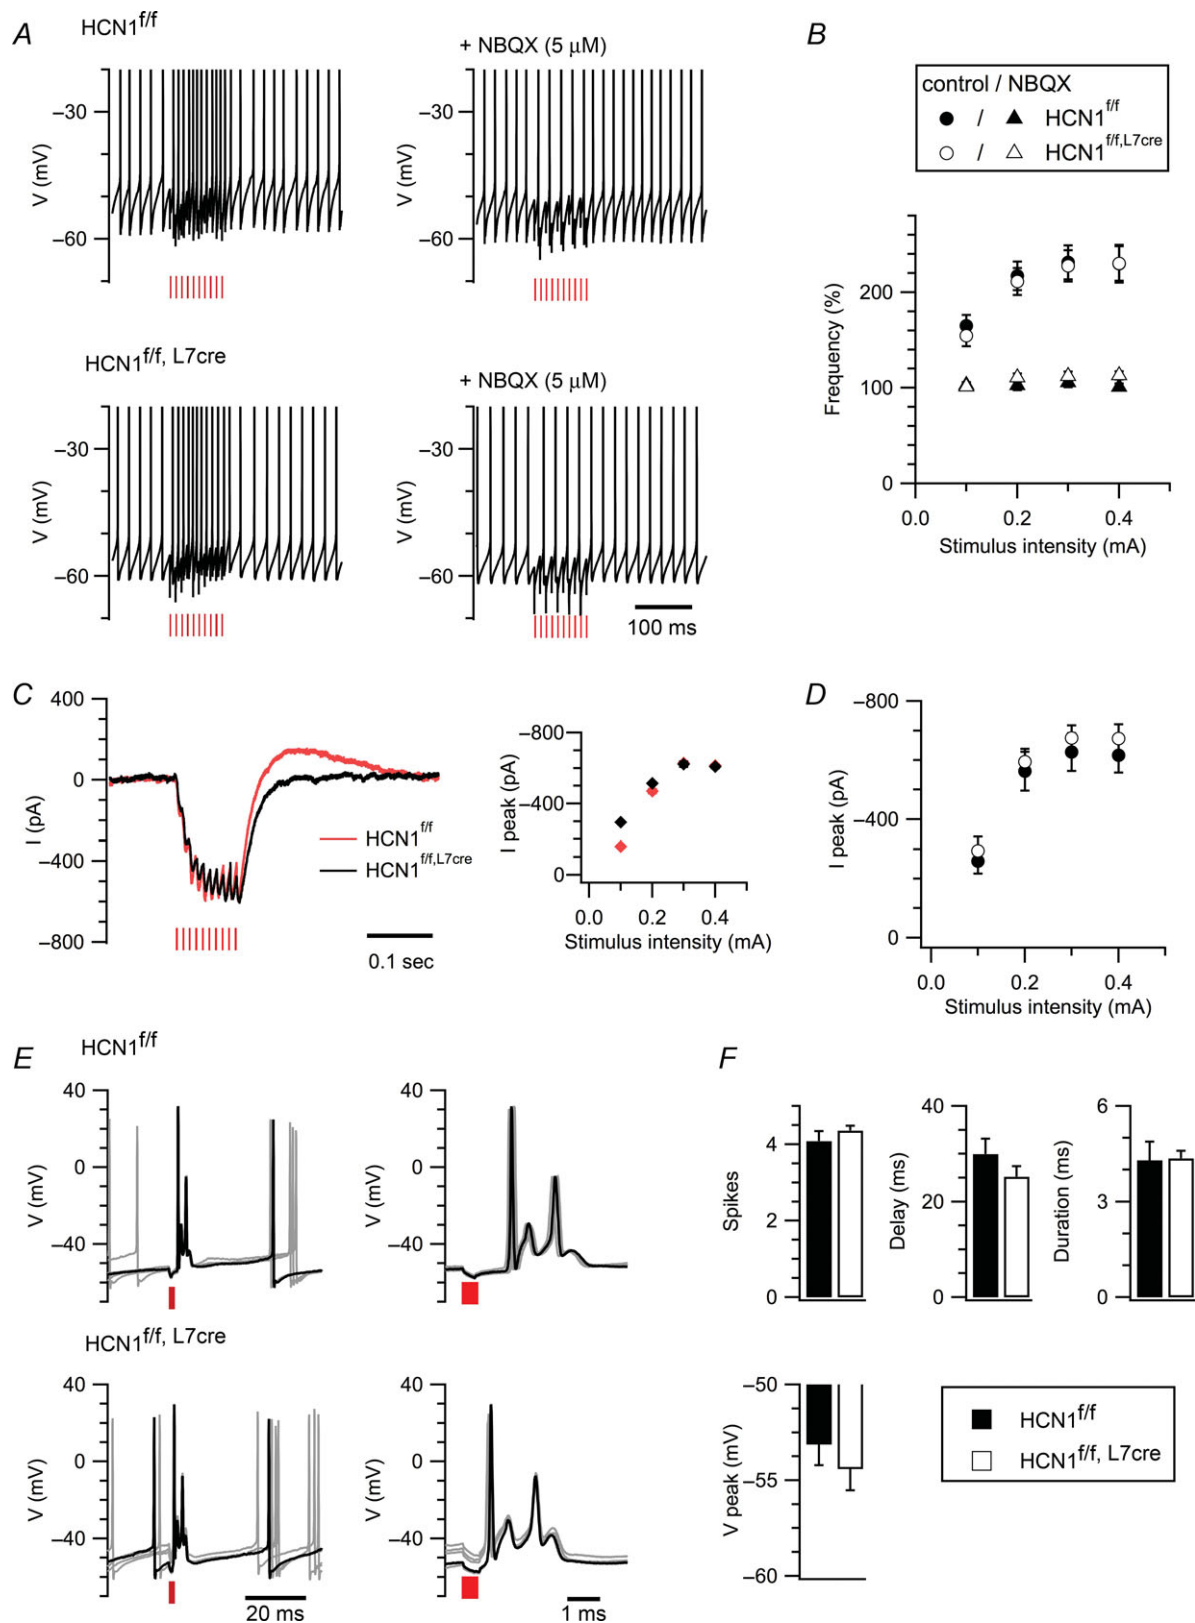 A
HCN1f/f
+ NBQX (5 μM)
V (mV)
−30
−60
V (mV)
−30
−60
HCN1f/f, L7cre
+ NBQX (5 μM)
V (mV)
−30
−60
V (mV)
−30
−60
100 ms
B
control / NBQX
/ HCN1f/f
/ HCN1f/f,L7cre
Frequency (%)
200
100
0
0.0 0.2 0.4
Stimulus intensity (mA)
C
I (pA)
400
0
−400
−800
HCN1f/f
HCN1f/f,L7cre
0.1 sec
I peak (pA)
−800
−400
0
0.0 0.2 0.4
Stimulus intensity (mA)
D
I peak (pA)
−800
−400
0
0.0 0.2 0.4
Stimulus intensity (mA)
E
HCN1f/f
V (mV)
40
0
−40
V (mV)
40
0
−40
HCN1f/f, L7cre
V (mV)
40
0
−40
20 ms
V (mV)
40
0
−40
1 ms
F
Spikes
4
2
0
Delay (ms)
40
20
0
Duration (ms)
6
3
0
V peak (mV)
−50
−55
−60
HCN1f/f
HCN1f/f, L7cre